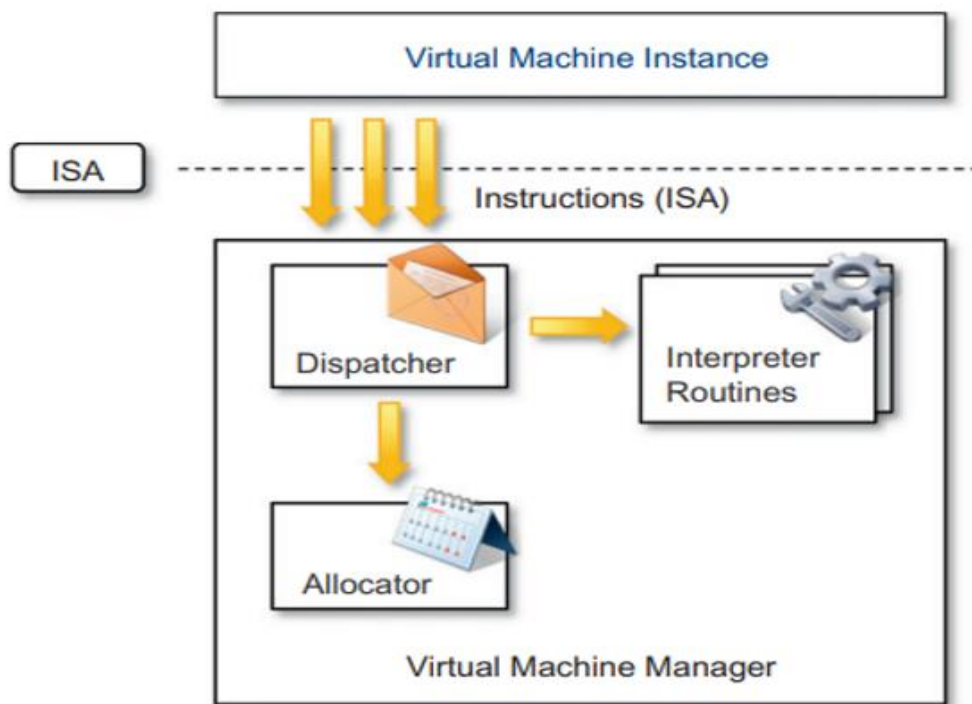 Virtual Machine Instance
ISA
Instructions (ISA)
Dispatcher
Interpreter
Routines
Allocator
Virtual Machine Manager